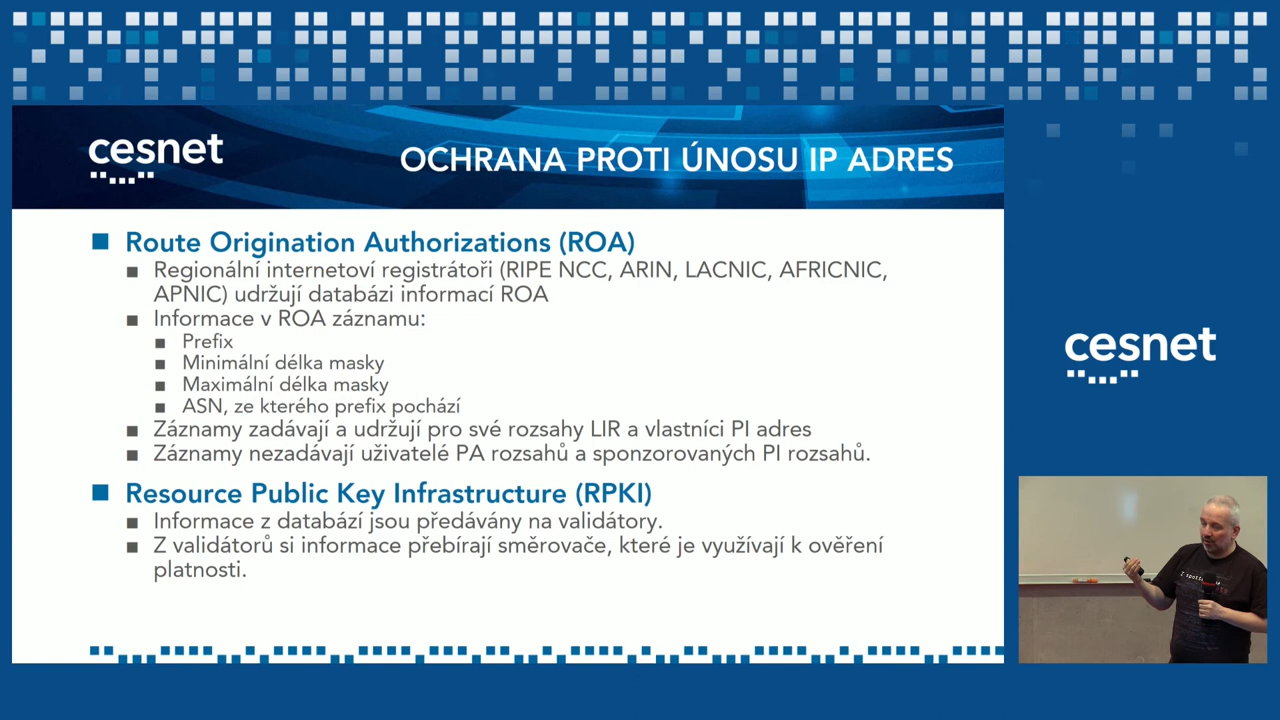 cesnet
OCHRANA PROTI ÚNOSU IP ADRES
Route Origination Authorizations (ROA)
Regionální internetoví registrátoři (RIPE NCC, ARIN, LACNIC, AFRICNIC,
APNIC) udržují databázi informací ROA
Informace v ROA záznamu:
Prefix
Minimální délka masky
Maximální délka masky
ASN, ze kterého prefix pochází
Záznamy zadávají a udržují pro své rozsahy LIR a vlastníci PI adres
Záznamy nezadávají uživatelé PA rozsahů a sponzorovaných PI rozsahů.
Resource Public Key Infrastructure (RPKI)
Informace z databází jsou předávány na validátory.
Z validátorů si informace přebírají směrovače, které je využívají k ověření
platnosti.
cesnet